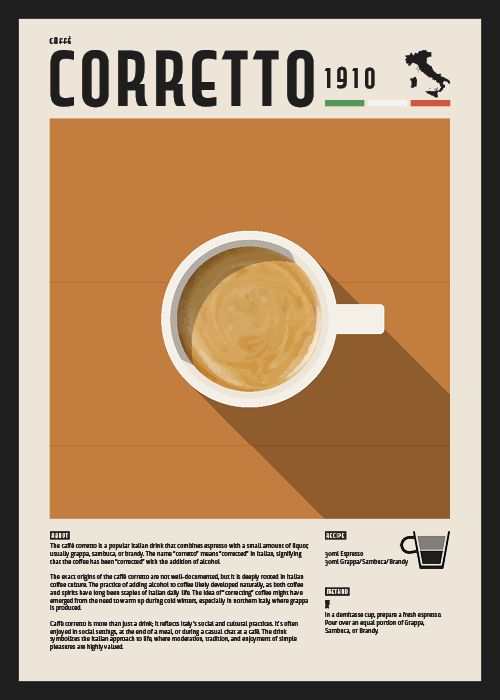 CAFFÈ
CORRETTO
1910
ABOUT
The caffè corretto is a popular Italian drink that combines espresso with a small amount of liquor,
usually grappa, sambuca, or brandy. The name "corretto" means "corrected" in Italian, signifying
that the coffee has been "corrected" with the addition of alcohol.
The exact origins of the caffè corretto are not well-documented, but it is deeply rooted in Italian
coffee culture. The practice of adding alcohol to coffee likely developed naturally, as both coffee
and spirits have long been staples of Italian daily life. The idea of "correcting" coffee might have
emerged from the need to warm up during cold winters, especially in northern Italy, where grappa
is produced.
Caffè corretto is more than just a drink; it reflects Italy's social and cultural practices. It's often
enjoyed in social settings, at the end of a meal, or during a casual chat at a café. The drink
symbolizes the Italian approach to life, where moderation, tradition, and enjoyment of simple
pleasures are highly valued.
RECIPE
30ml Espresso
30ml Grappa/Sambuca/Brandy
METHOD
In a demitasse cup, prepare a fresh espresso.
Pour over an equal portion of Grappa,
Sambuca, or Brandy.